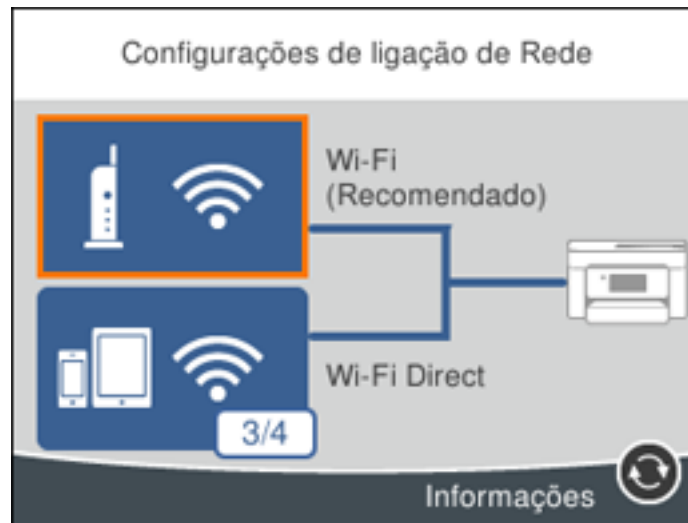 Configurações de ligação de Rede
Wi-Fi
(Recomendado)
Wi-Fi Direct
3/4
Informações